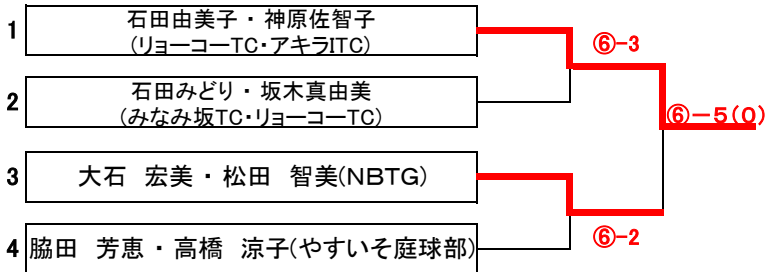 1
石田由美子 ・ 神原佐智子
(リョーコーTC・アキラITC)
⑥-3
2
石田みどり ・ 坂木真由美
(みなみ坂TC・リョーコーTC)
⑥-5(0)
3
大石　宏美 ・ 松田　智美(NBTG)
⑥-2
4
脇田　芳恵 ・ 高橋　涼子(やすいそ庭球部)